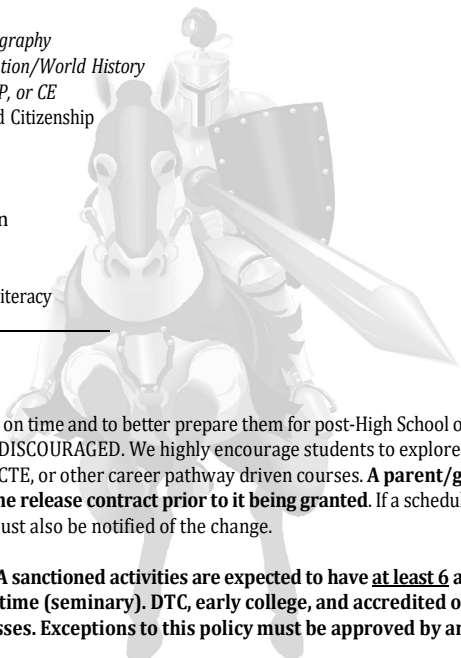 graphy
tion/World History
P, or CE
d Citizenship
n
iteracy
on time and to better prepare them for post-High School o
DISCOURAGED. We highly encourage students to explore
CTE, or other career pathway driven courses. A parent/g
ne release contract prior to it being granted. If a schedul
ust also be notified of the change.
A sanctioned activities are expected to have at least 6 a
time (seminary). DTC, early college, and accredited o
sses. Exceptions to this policy must be approved by an